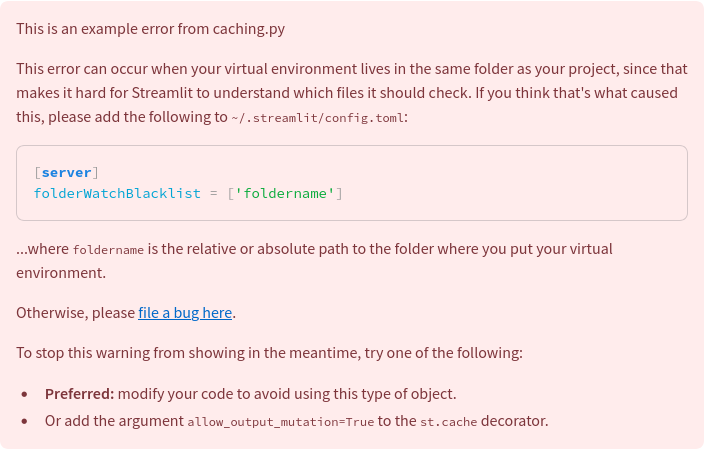 This is an example error from caching.py
This error can occur when your virtual environment lives in the same folder as your project, since that
makes it hard for Streamlit to understand which files it should check. If you think that's what caused
this, please add the following to ~/.streamlit/config.toml:
[server]
folderWatchBlacklist = ['foldername']
...where foldername is the relative or absolute path to the folder where you put your virtual
environment.
Otherwise, please file a bug here.
To stop this warning from showing in the meantime, try one of the following:
• Preferred: modify your code to avoid using this type of object.
• Or add the argument allow_output_mutation=True to the st.cache decorator.